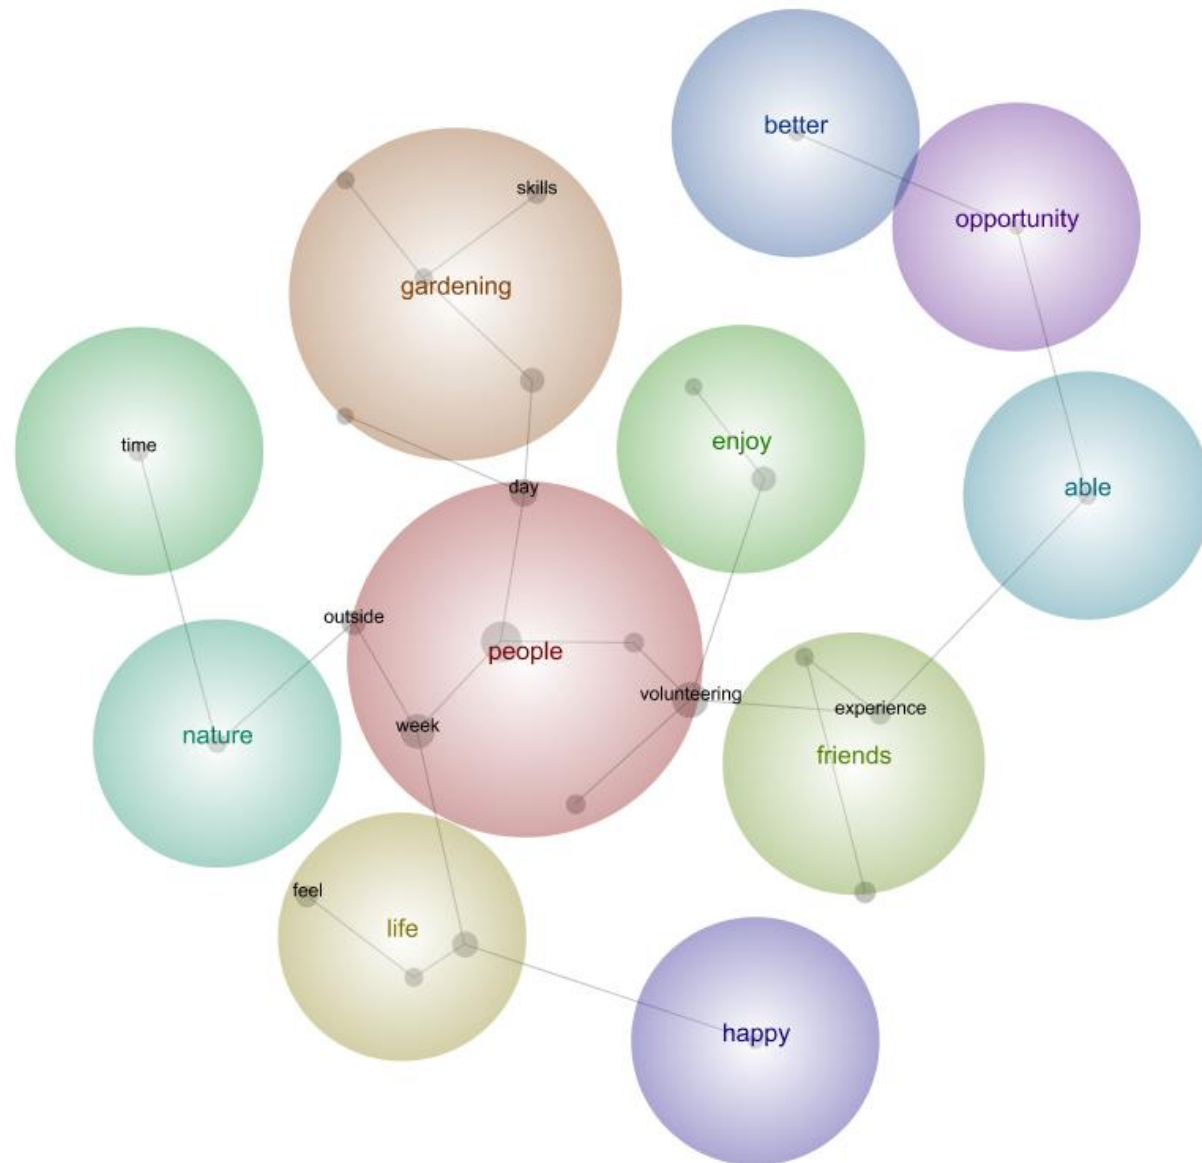 better
skills
opportunity
gardening
enjoy
time
day
able
outside
people
volunteering
experience
week
nature
friends
feel
life
happy